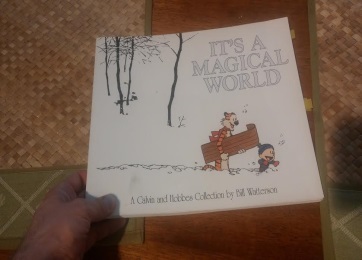 IT'S A
MAGICAL
WORLD
A Calvin and Hobbes Collection by Bill Watterson